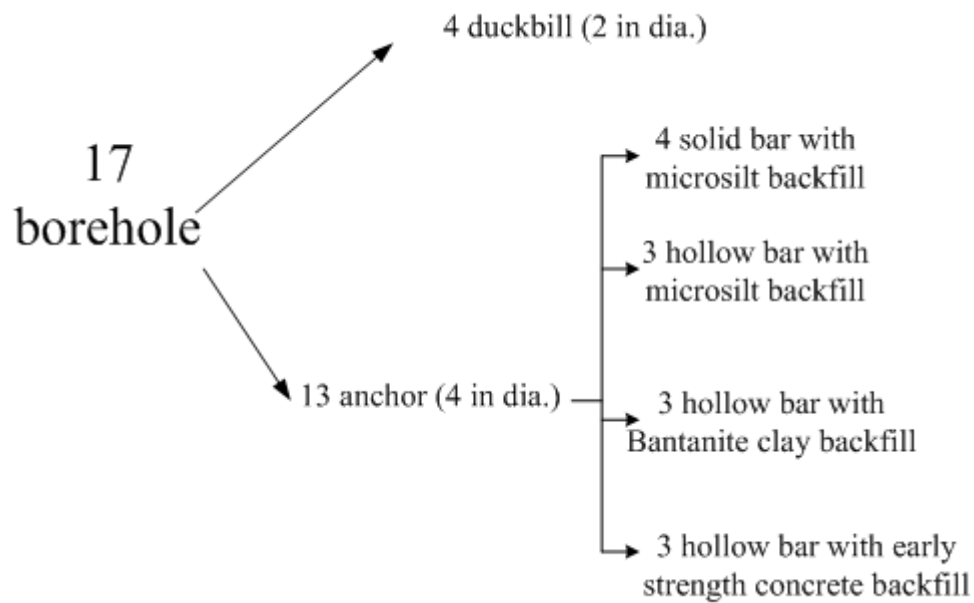 4 duckbill (2 in dia.)
17
borehole
13 anchor (4 in dia.)
4 solid bar with
microsilt backfill
3 hollow bar with
microsilt backfill
3 hollow bar with
Bantanite clay backfill
3 hollow bar with early
strength concrete backfill